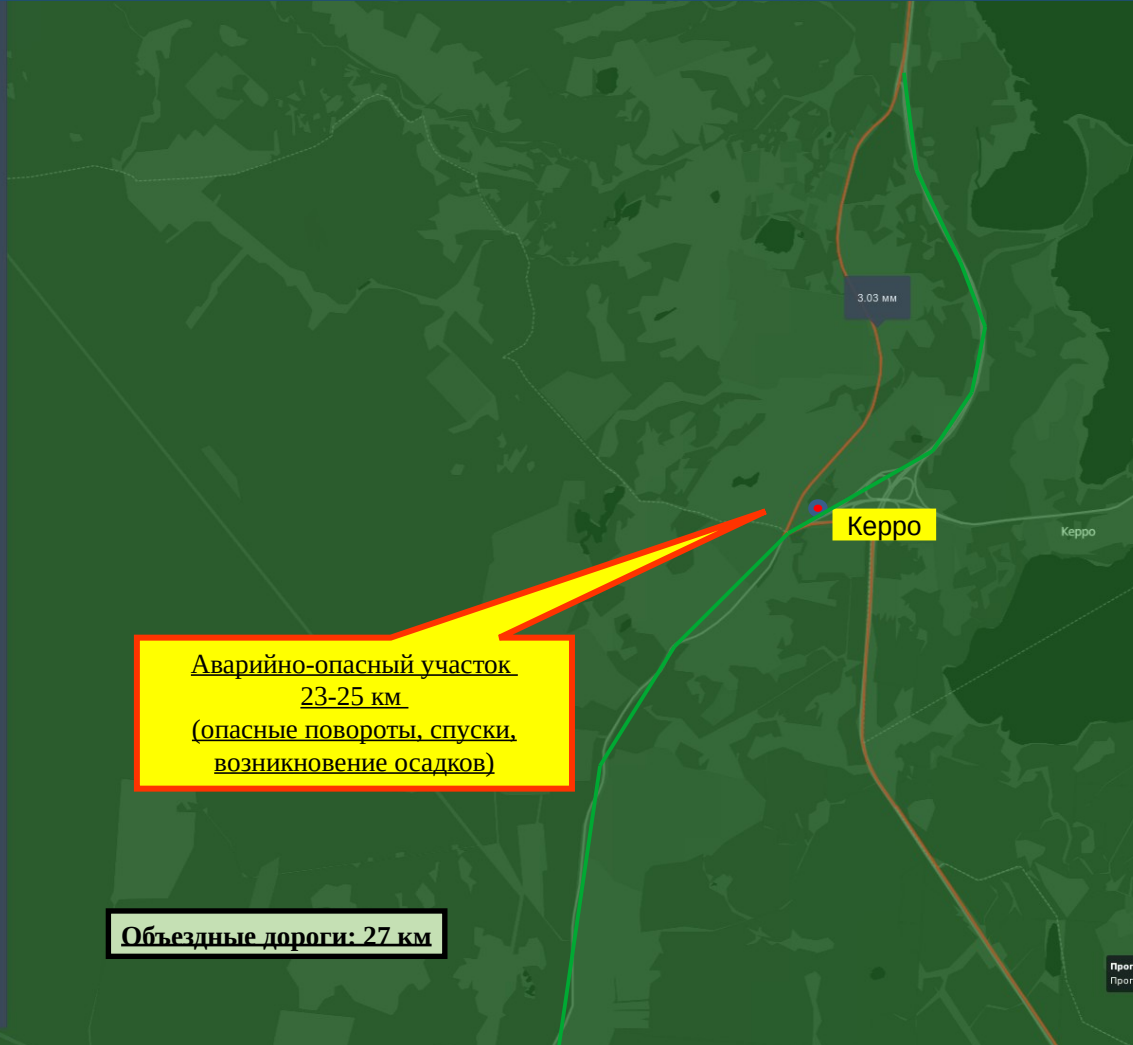 3.03 мм
Керро
Керро
Аварийно-опасный участок
23-25 км
(опасные повороты, спуски,
возникновение осадков)
Объездные дороги: 27 км